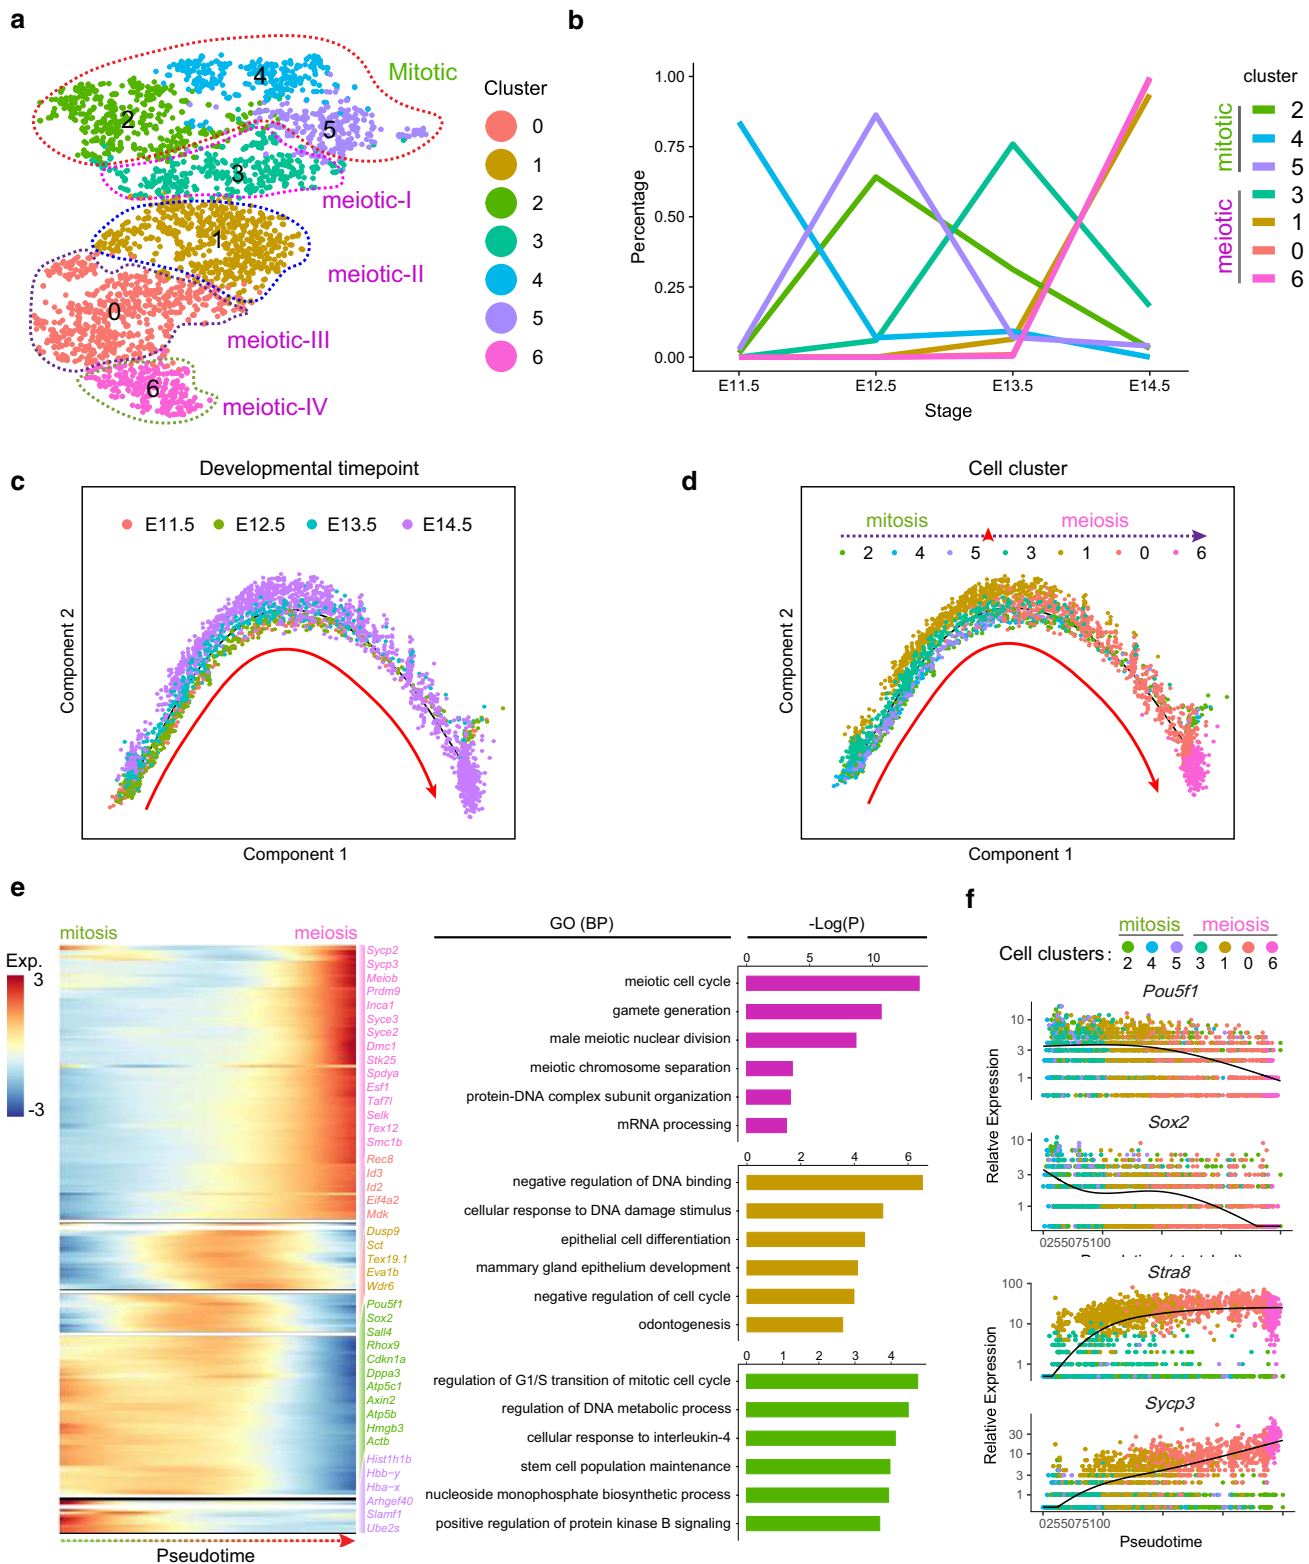 a
Mitotic
4
2
5
3
meiotic-I
1
meiotic-II
0
meiotic-III
6
meiotic-IV
Cluster
0
1
2
3
4
5
6
b
Percentage
1.00
0.75
0.50
0.25
0.00
E11.5 E12.5 E13.5 E14.5
Stage
cluster
mitotic
2
4
5
meiotic
3
1
0
6
c
Developmental timepoint
E11.5 E12.5 E13.5 E14.5
Component 2
Component 1
d
Cell cluster
mitosis meiosis
2 4 5 3 1 0 6
Component 2
Component 1
e
mitosis meiosis
Exp.
3
-3
Sycp2
Sycp3
Meiob
Prdm9
Inca1
Syce3
Syce2
Dmc1
Stk25
Spdya
Esf1
Taf7l
Selk
Tex12
Smc1b
Rec8
Id3
Id2
Eif4a2
Mdk
Dusp9
Sct
Tex19.1
Eva1b
Wdr6
Pou5f1
Sox2
Sall4
Rhox9
Cdkn1a
Dppa3
Atp5c1
Axin2
Atp5b
Hmgb3
Actb
Hist1h1b
Hbb−y
Hba−x
Arhgef40
Slamf1
Ube2s
Pseudotime
GO (BP) -Log(P)
0 5 10
meiotic cell cycle
gamete generation
male meiotic nuclear division
meiotic chromosome separation
protein-DNA complex subunit organization
mRNA processing
0 2 4 6
negative regulation of DNA binding
cellular response to DNA damage stimulus
epithelial cell differentiation
mammary gland epithelium development
negative regulation of cell cycle
odontogenesis
0 1 2 3 4
regulation of G1/S transition of mitotic cell cycle
regulation of DNA metabolic process
cellular response to interleukin-4
stem cell population maintenance
nucleoside monophosphate biosynthetic process
positive regulation of protein kinase B signaling
f
mitosis meiosis
Cell clusters:
2 4 5 3 1 0 6
Pou5f1
10
3
1
Relative Expression
Sox2
10
3
1
0255075100
Stra8
100
10
1
Relative Expression
Sycp3
30
10
3
1
0255075100
Pseudotime